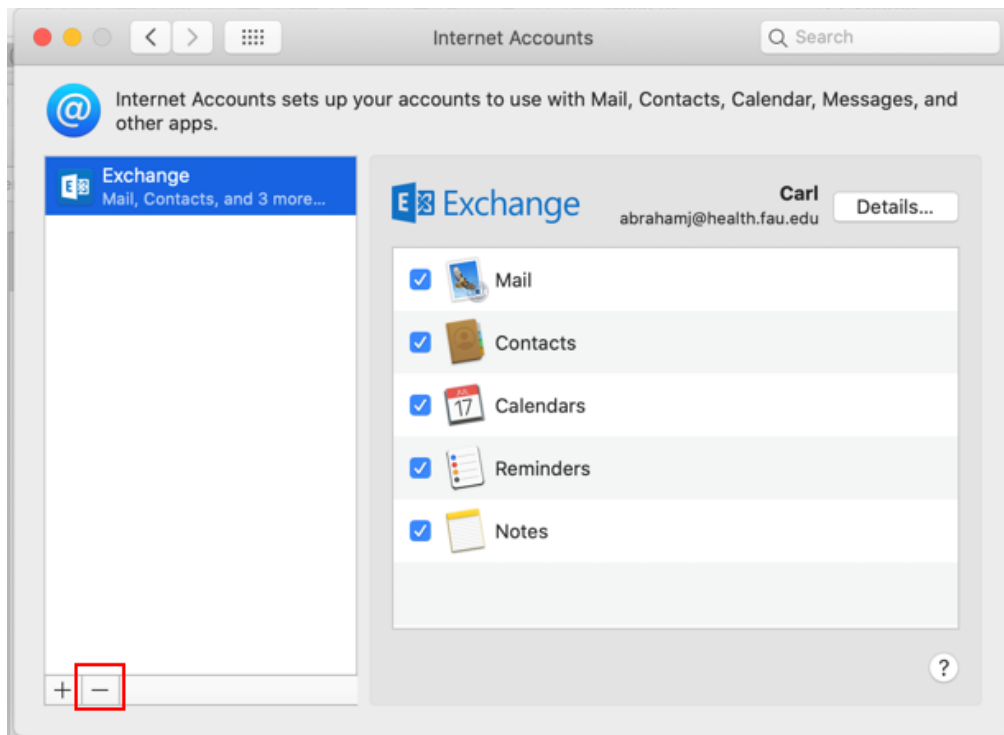 Internet Accounts
Search
Internet Accounts sets up your accounts to use with Mail, Contacts, Calendar, Messages, and
other apps.
Exchange
Mail, Contacts, and 3 more...
E Exchange
Carl
abrahamj@health.fau.edu
Details...
Mail
Contacts
JUL
17
Calendars
Reminders
Notes
?
+ −